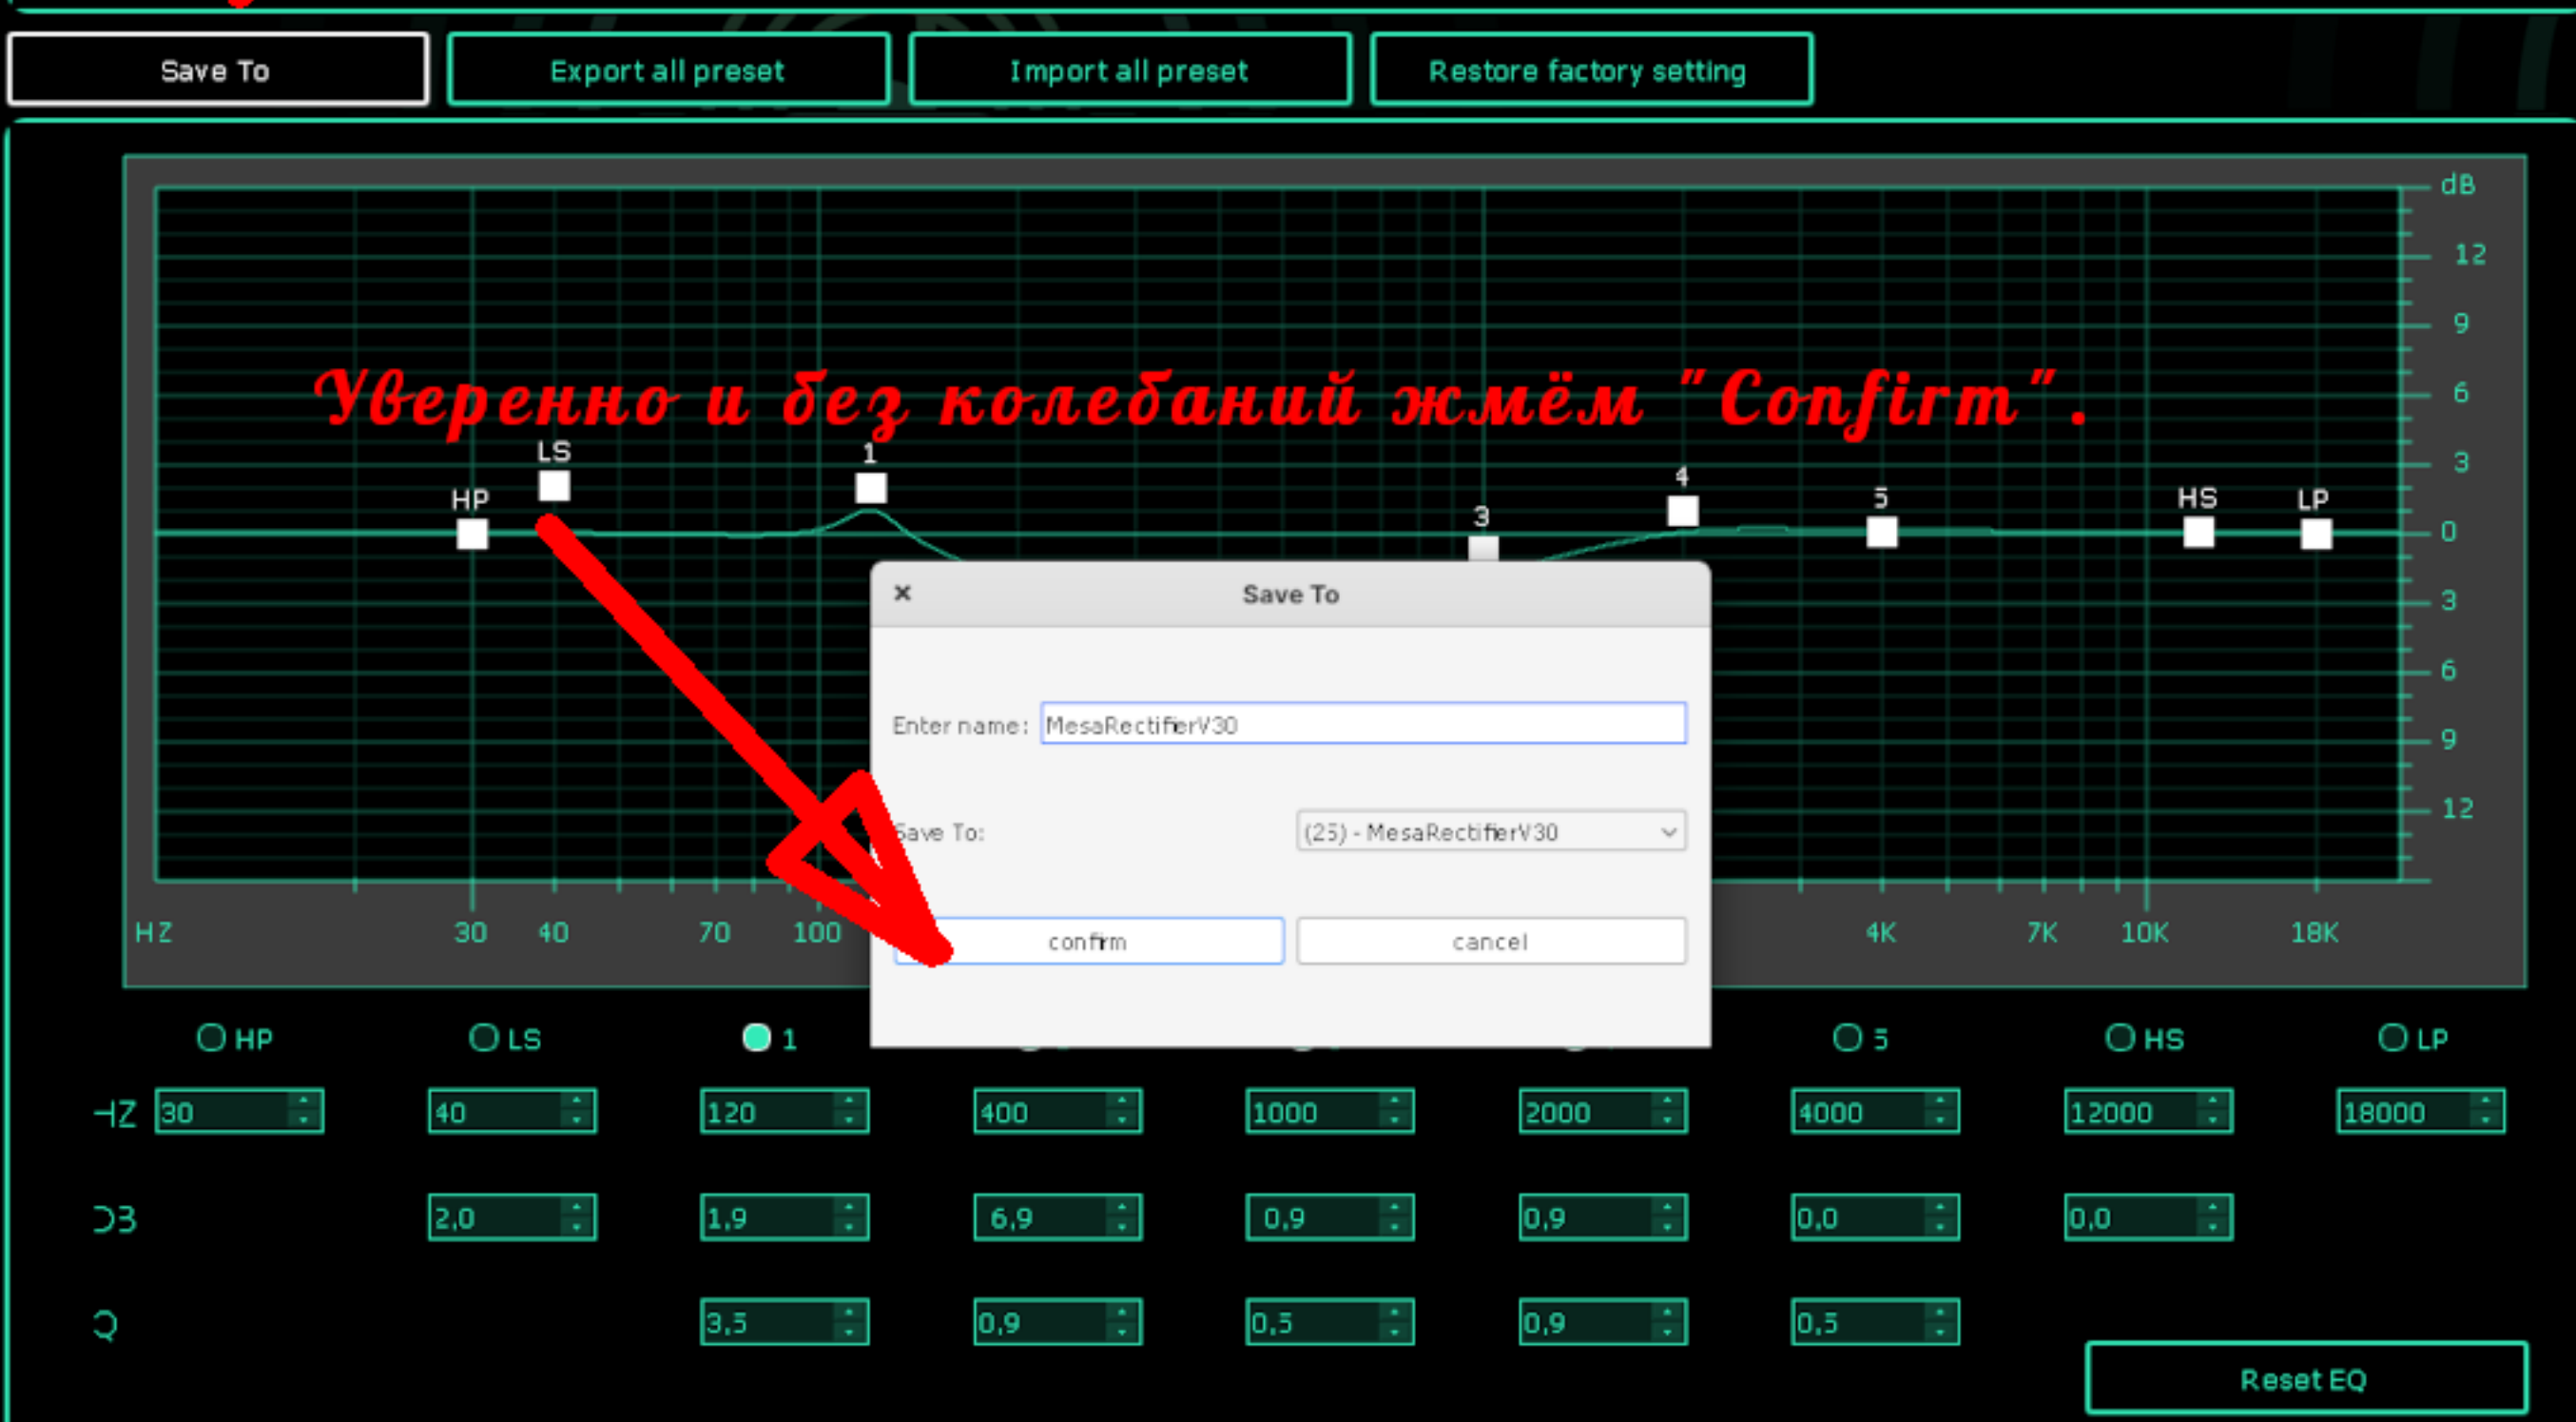 Save To
Export all preset
Import all preset
Restore factory setting
dB
12
9
Уверенно и без колебаний жмём "Confirm".
6
LS
1
3
4
HP
3
5
HS
LP
0
Save To
3
6
Enter name: MesaRectifierV30
9
Save To: (25) - MesaRectifierV30
12
HZ 30 40 70 100 4K 7K 10K 18K
confirm cancel
HP LS 1 5 HS LP
HZ 30 40 120 400 1000 2000 4000 12000 18000
2,0 1,9 6,9 0,9 0,9 0,0 0,0
Q 3,5 0,9 0,5 0,9 0,5
Reset EQ